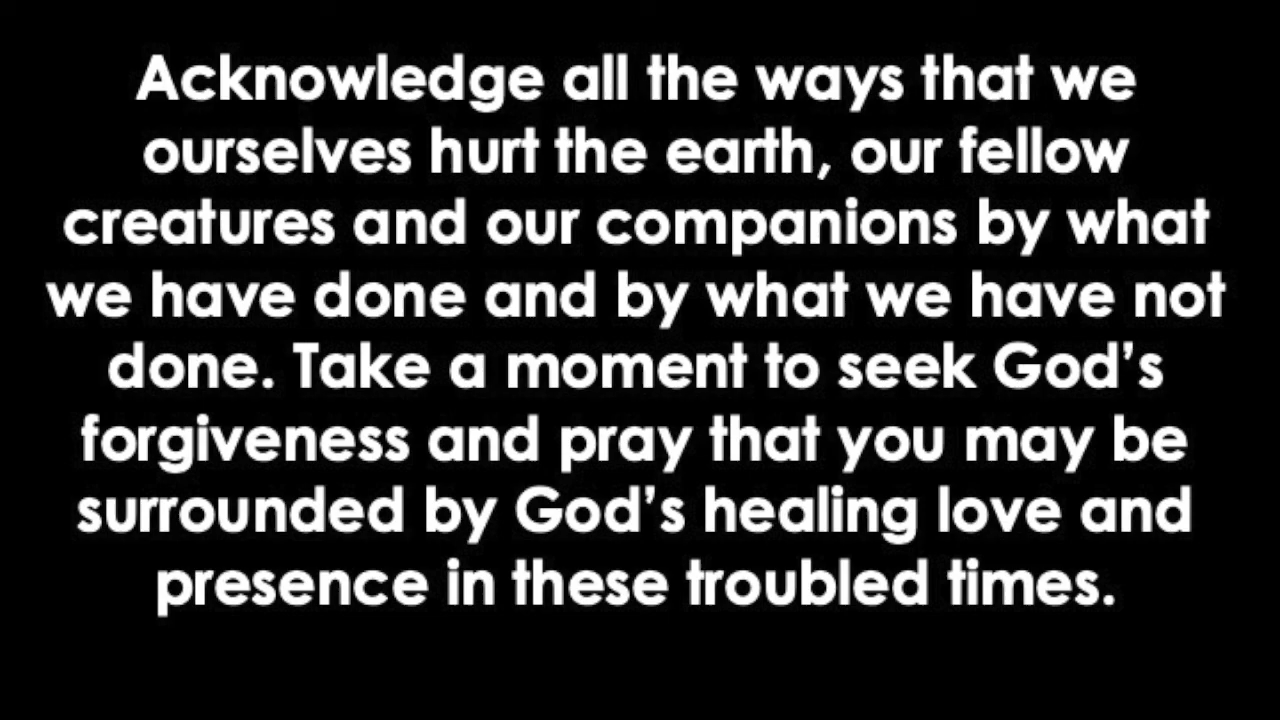 Acknowledge all the ways that we
ourselves hurt the earth, our fellow
creatures and our companions by what
we have done and by what we have not
done. Take a moment to seek God’s
forgiveness and pray that you may be
surrounded by God’s healing love and
presence in these troubled times.